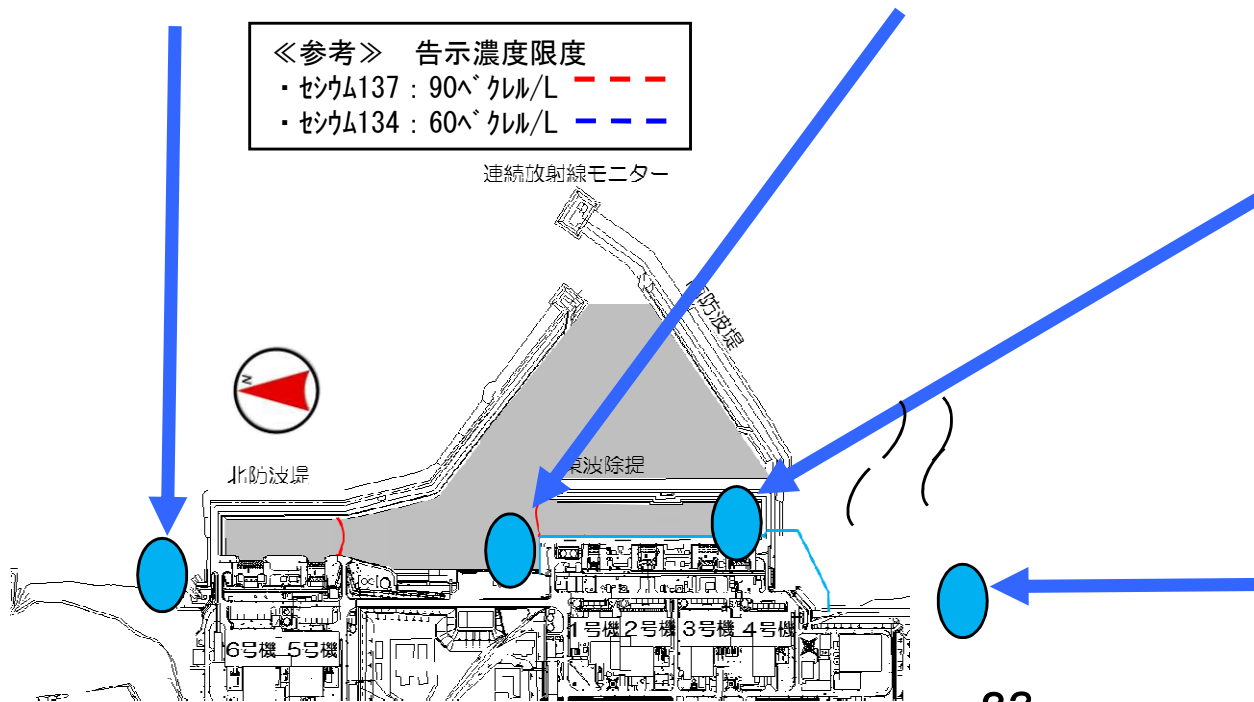 ≪参考≫ 告示濃度限度
・セシウム137：90ベクレル/L
・セシウム134：60ベクレル/L
連続放射線モニター
防波堤
N
北防波堤
東波除堤
1号機 2号機 3号機 4号機
6号機 5号機